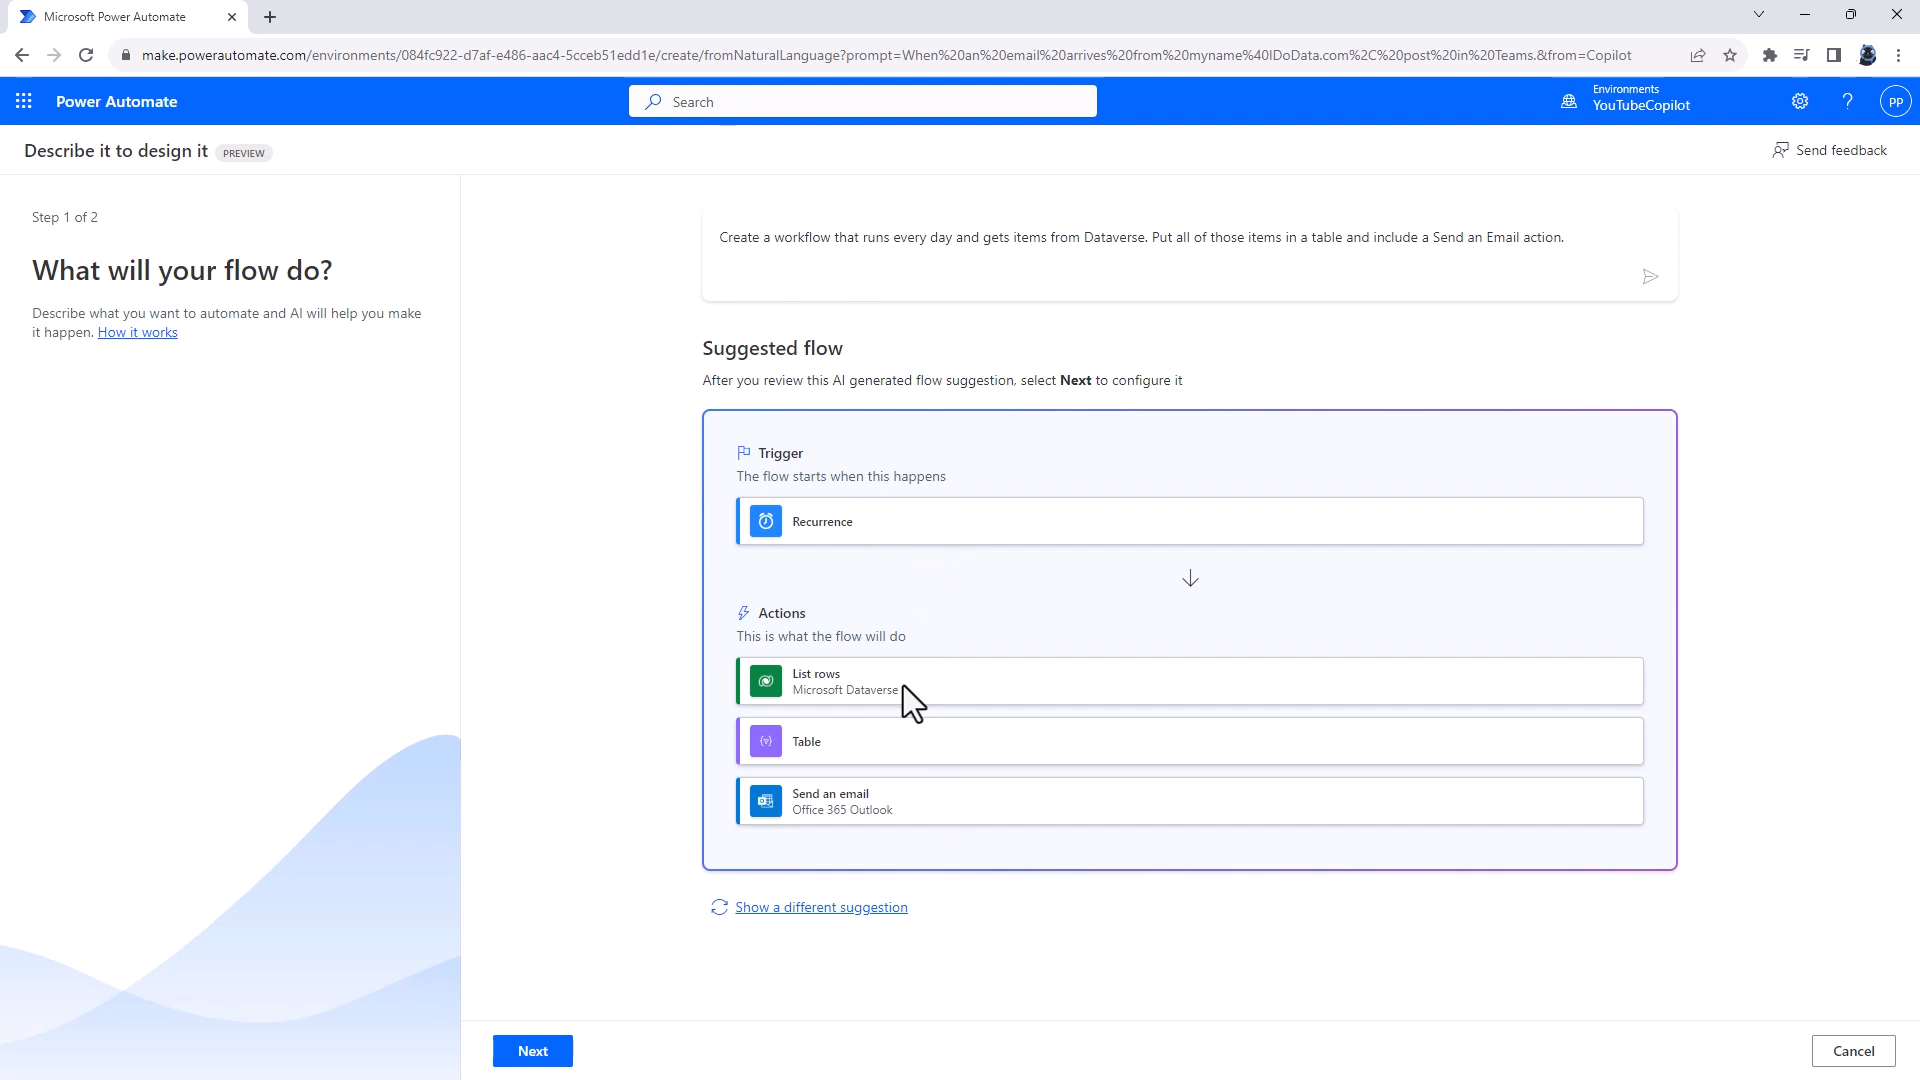 Microsoft Power Automate
make.powerautomate.com/environments/084fc922-d7af-e486-aac4-5cceb51edd1e/create/fromNaturalLanguage?prompt=When%20an%20email%20arrives%20from%20myname%40IDoData.com%2C%20post%20in%20Teams.&from=Copilot
Power Automate
Search
Environments
YouTubeCopilot
?
PP
Describe it to design it PREVIEW
Send feedback
Step 1 of 2
What will your flow do?
Describe what you want to automate and AI will help you make
it happen. How it works
Create a workflow that runs every day and gets items from Dataverse. Put all of those items in a table and include a Send an Email action.
Suggested flow
After you review this AI generated flow suggestion, select Next to configure it
Trigger
The flow starts when this happens
Recurrence
Actions
This is what the flow will do
List rows
Microsoft Dataverse
Table
Send an email
Office 365 Outlook
Show a different suggestion
Next
Cancel